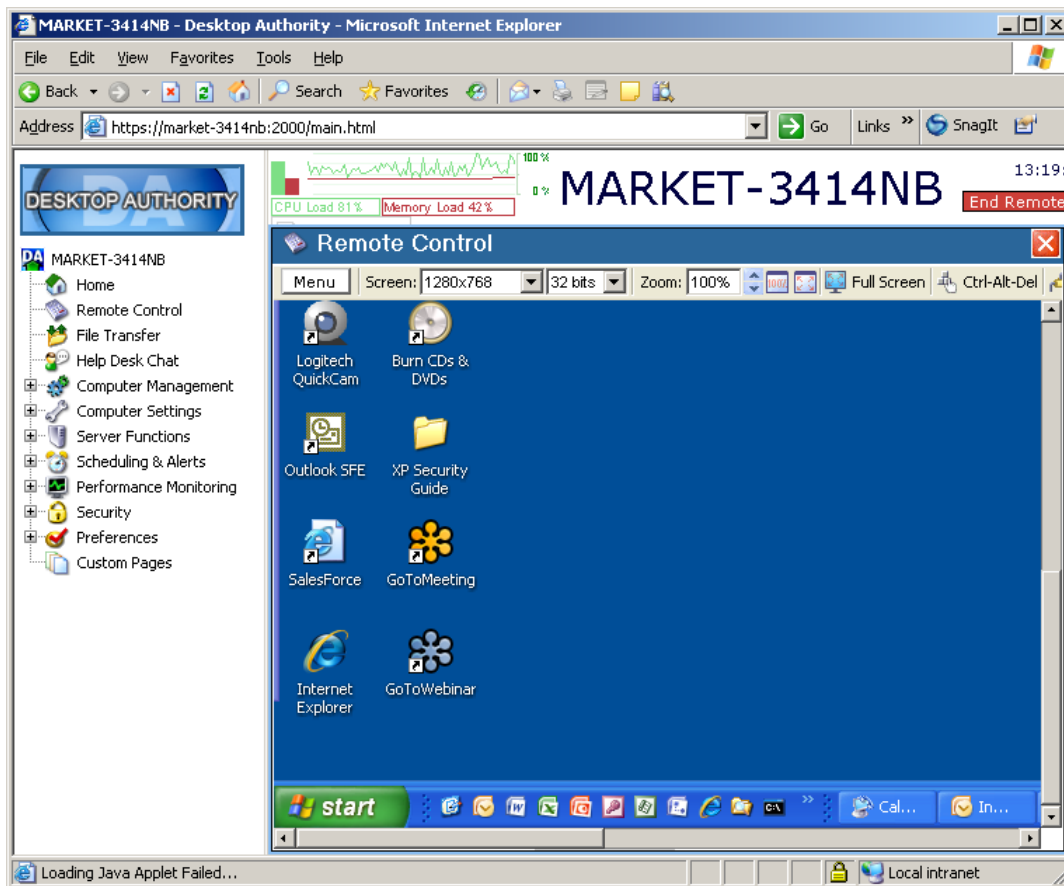 MARKET-3414NB - Desktop Authority - Microsoft Internet Explorer
File Edit View Favorites Tools Help
Back Search Favorites
Address https://market-3414nb:2000/main.html Go Links » SnagIt
DESKTOP AUTHORITY
100 %
0 %
CPU Load 81% Memory Load 42%
MARKET-3414NB
13:19:
End Remote
DA MARKET-3414NB
Home
Remote Control
File Transfer
Help Desk Chat
Computer Management
Computer Settings
Server Functions
Scheduling & Alerts
Performance Monitoring
Security
Preferences
Custom Pages
Remote Control
Menu Screen: 1280x768 32 bits Zoom: 100% 100% Full Screen Ctrl-Alt-Del
Logitech
QuickCam
Burn CDs &
DVDs
Outlook SFE
XP Security
Guide
SalesForce
GoToMeeting
Internet
Explorer
GoToWebinar
start » Cal... In...
Loading Java Applet Failed... Local intranet